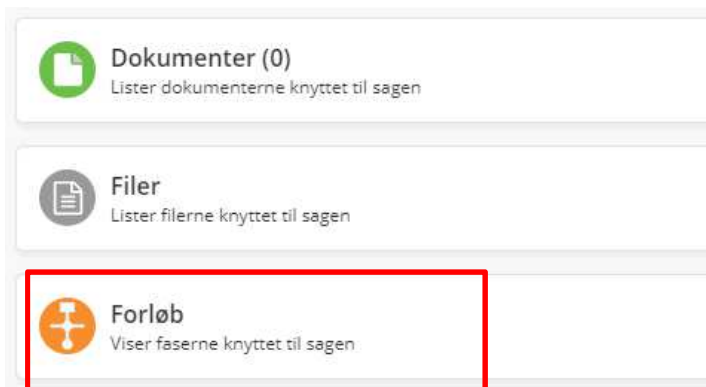 Dokumenter (0)
Lister dokumenterne knyttet til sagen
Filer
Lister filerne knyttet til sagen
Forløb
Viser faserne knyttet til sagen